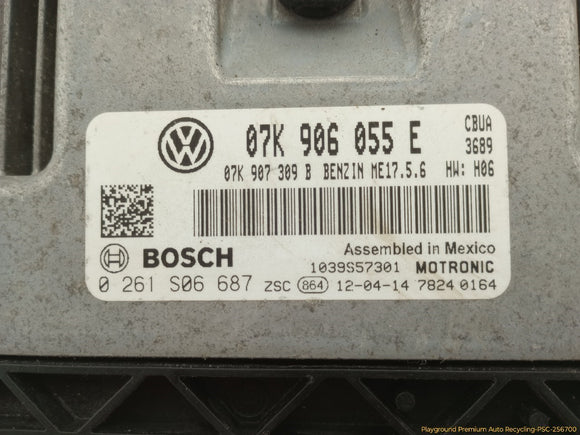 07K 906 055 E CBUA
3689
07K 907 309 B BENZIN ME17.5.6 HW: H06
BOSCH Assembled in Mexico
1039S57301 MOTRONIC
0 261 S06 687 ZSC 864 12-04-14 7824 0164
Playground Premium Auto Recycling-PSC-256700